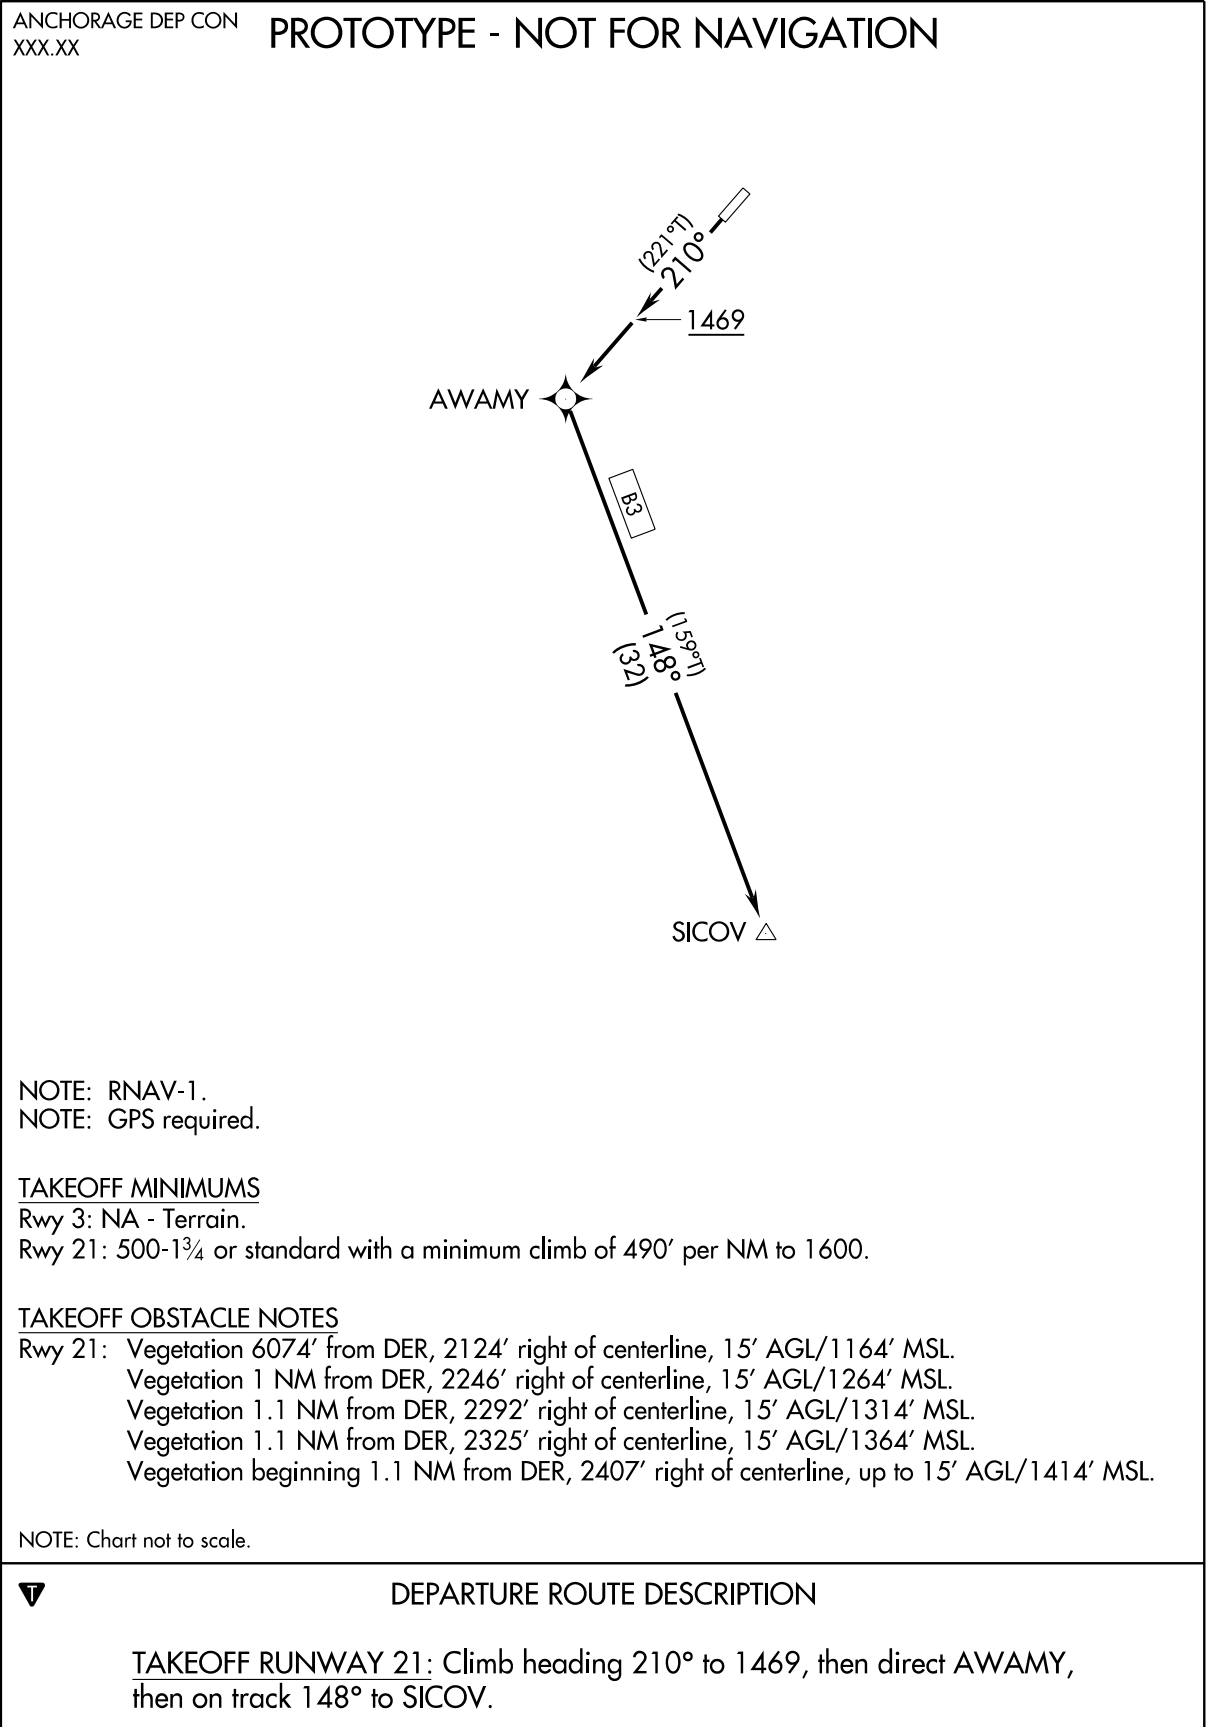 ANCHORAGE DEP CON
XXX.XX
PROTOTYPE - NOT FOR NAVIGATION
(221°T)
210°
1469
AWAMY
B3
(159°T)
148°
(32)
SICOV
NOTE: RNAV-1.
NOTE: GPS required.
TAKEOFF MINIMUMS
Rwy 3: NA - Terrain.
Rwy 21: 500-1¾ or standard with a minimum climb of 490′ per NM to 1600.
TAKEOFF OBSTACLE NOTES
Rwy 21: Vegetation 6074′ from DER, 2124′ right of centerline, 15′ AGL/1164′ MSL.
Vegetation 1 NM from DER, 2246′ right of centerline, 15′ AGL/1264′ MSL.
Vegetation 1.1 NM from DER, 2292′ right of centerline, 15′ AGL/1314′ MSL.
Vegetation 1.1 NM from DER, 2325′ right of centerline, 15′ AGL/1364′ MSL.
Vegetation beginning 1.1 NM from DER, 2407′ right of centerline, up to 15′ AGL/1414′ MSL.
NOTE: Chart not to scale.
T
DEPARTURE ROUTE DESCRIPTION
TAKEOFF RUNWAY 21: Climb heading 210° to 1469, then direct AWAMY,
then on track 148° to SICOV.